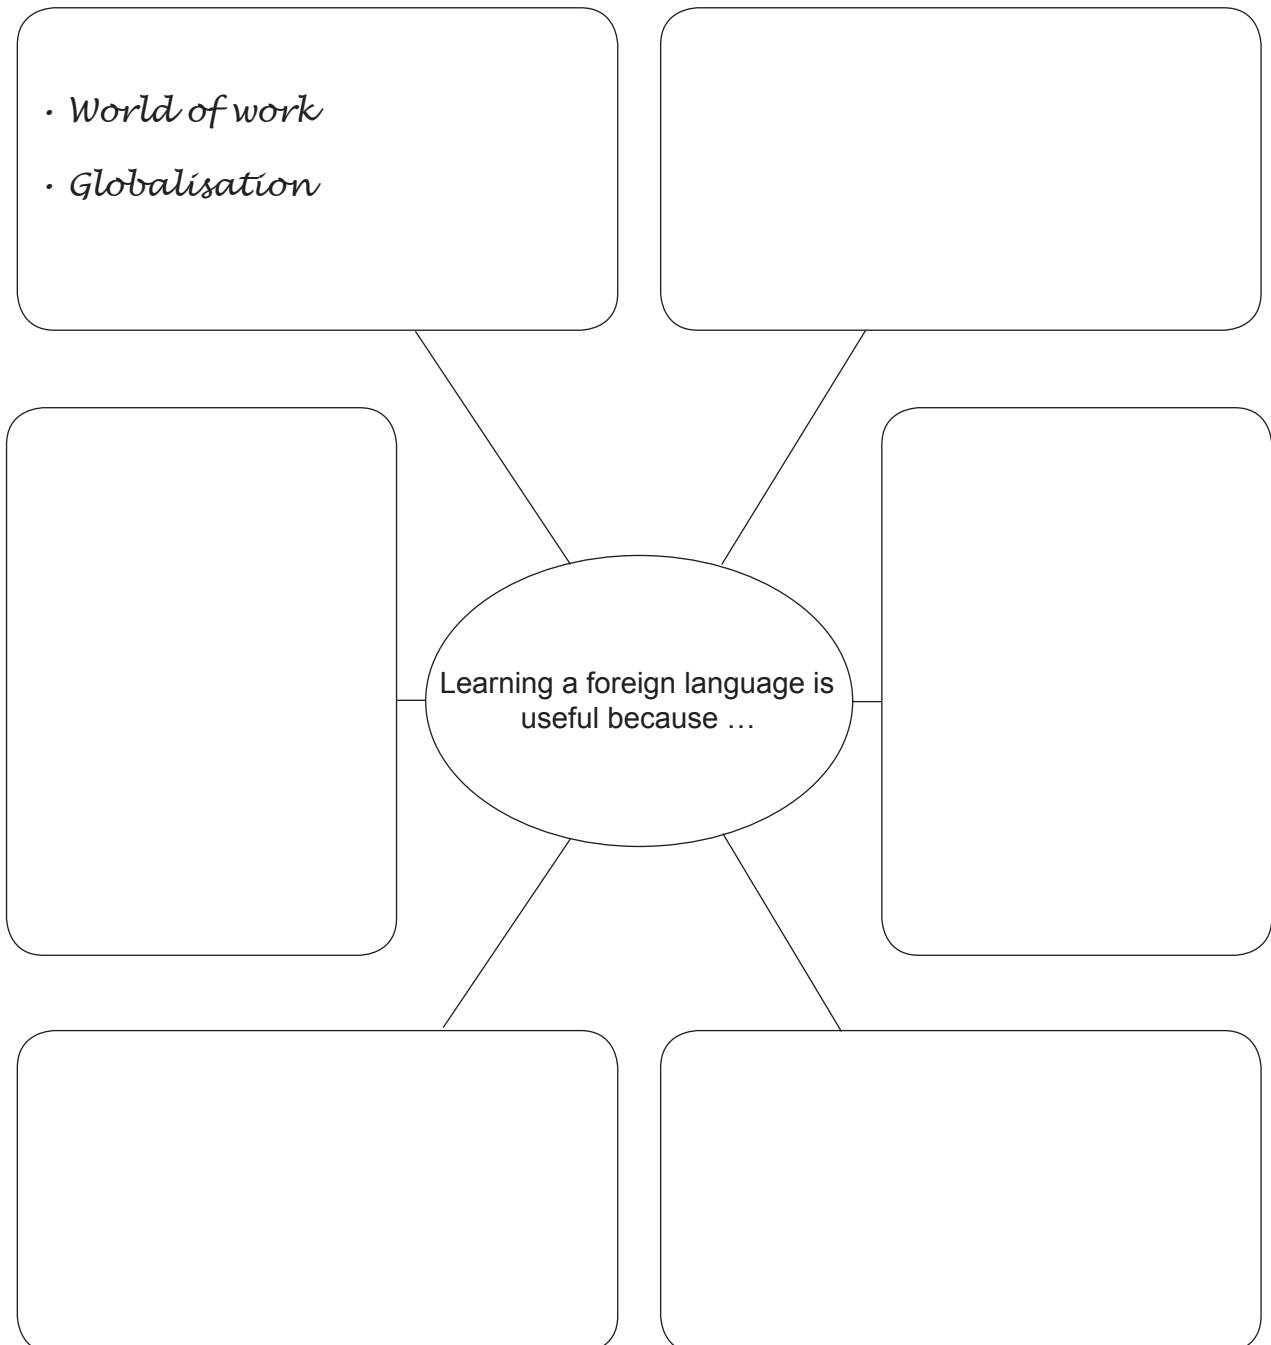 • World of work
• Globalisation
Learning a foreign language is
useful because …